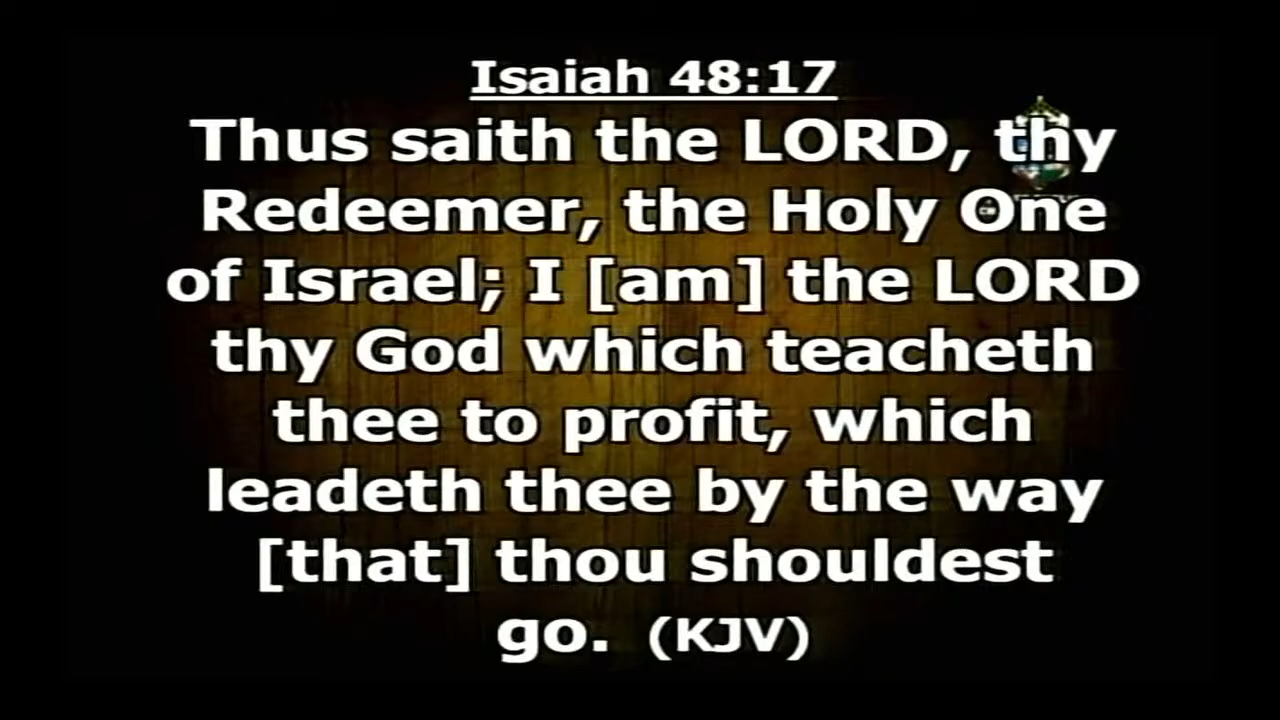 Isaiah 48:17
Thus saith the LORD, thy
Redeemer, the Holy One
of Israel; I [am] the LORD
thy God which teacheth
thee to profit, which
leadeth thee by the way
[that] thou shouldest
go. (KJV)